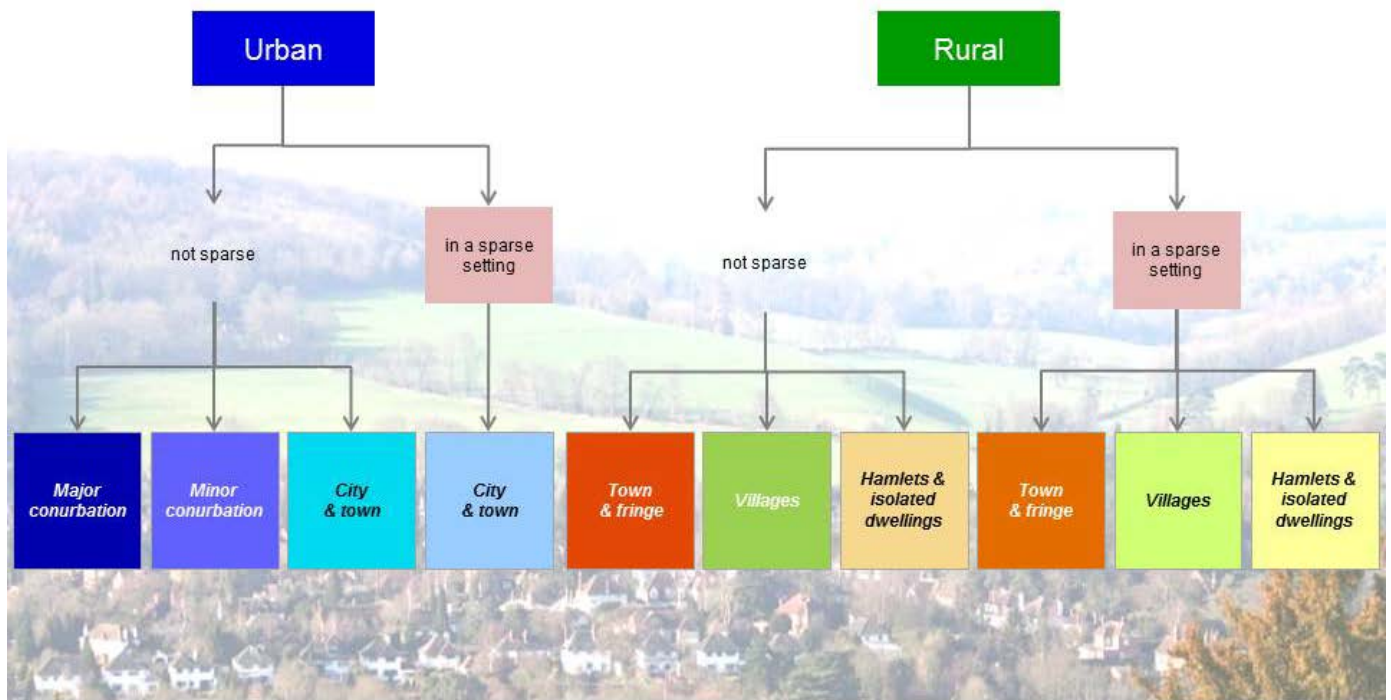 Urban
Rural
not sparse
in a sparse
setting
not sparse
in a sparse
setting
Major
conurbation
Minor
conurbation
City
& town
City
& town
Town
& fringe
Villages
Hamlets &
isolated
dwellings
Town
& fringe
Villages
Hamlets &
isolated
dwellings